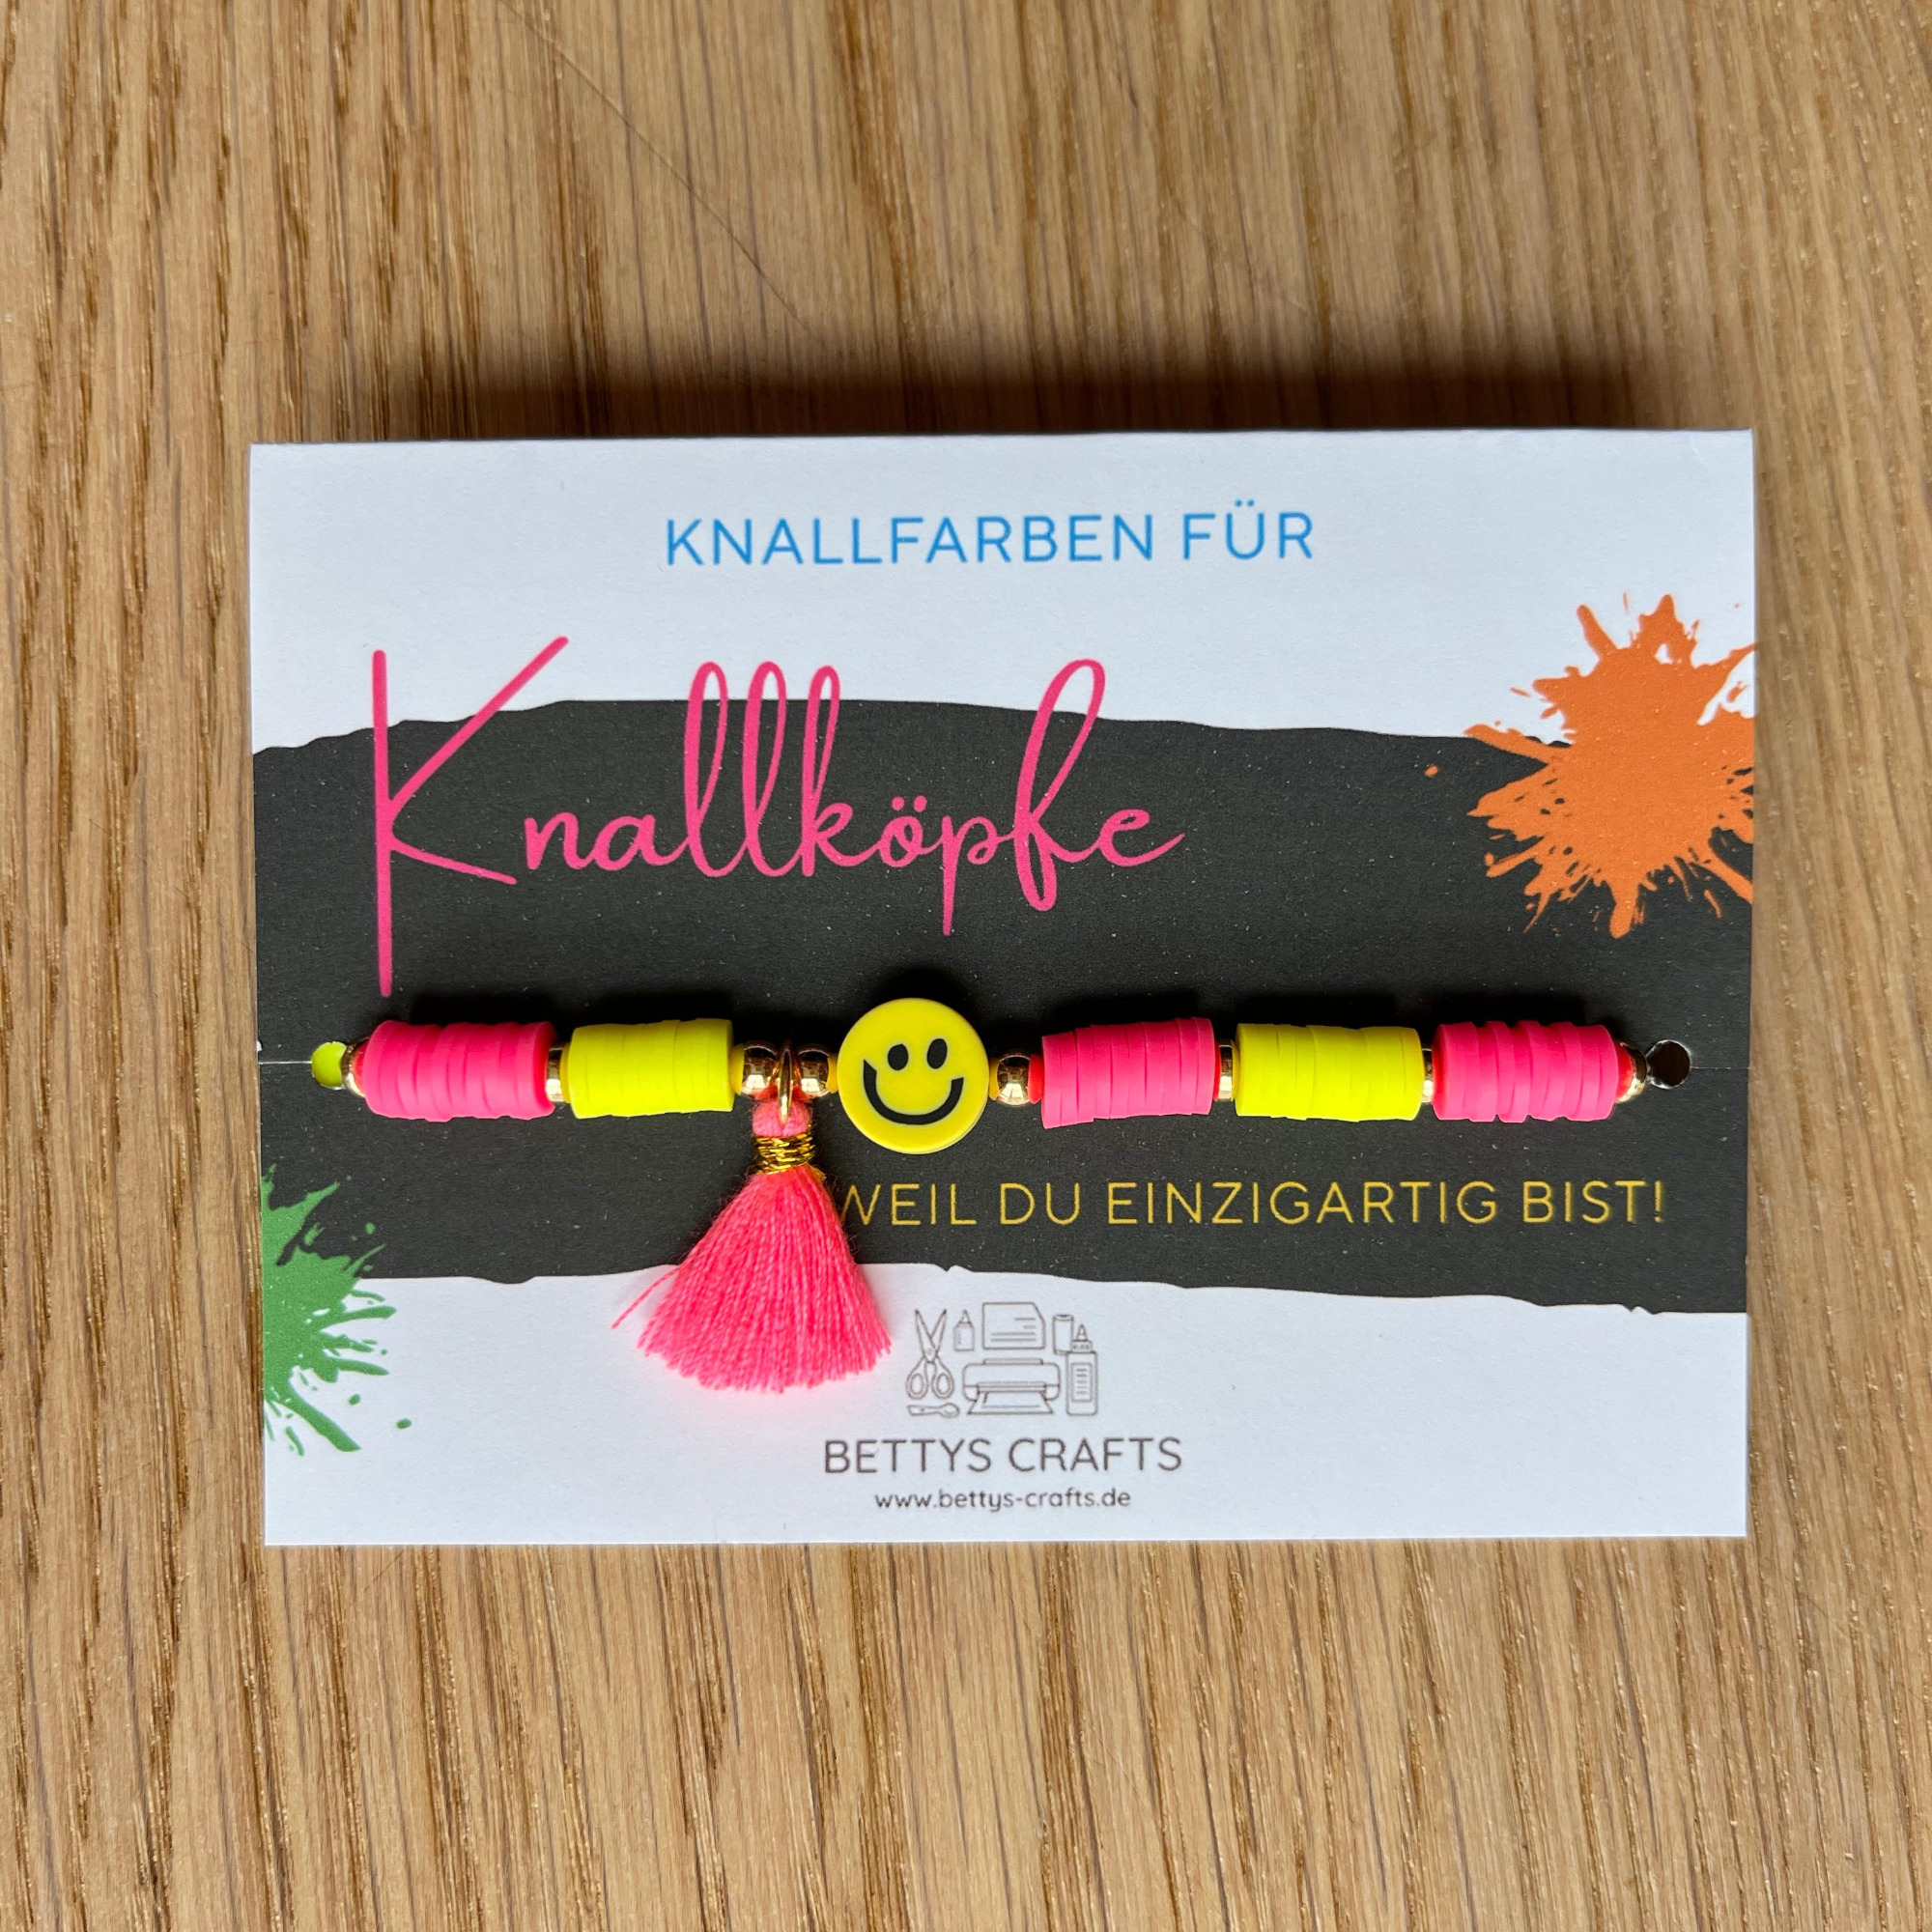 KNALLFARBEN FÜR
Knallköpfe
WEIL DU EINZIGARTIG BIST!
BETTYS CRAFTS
www.bettys-crafts.de